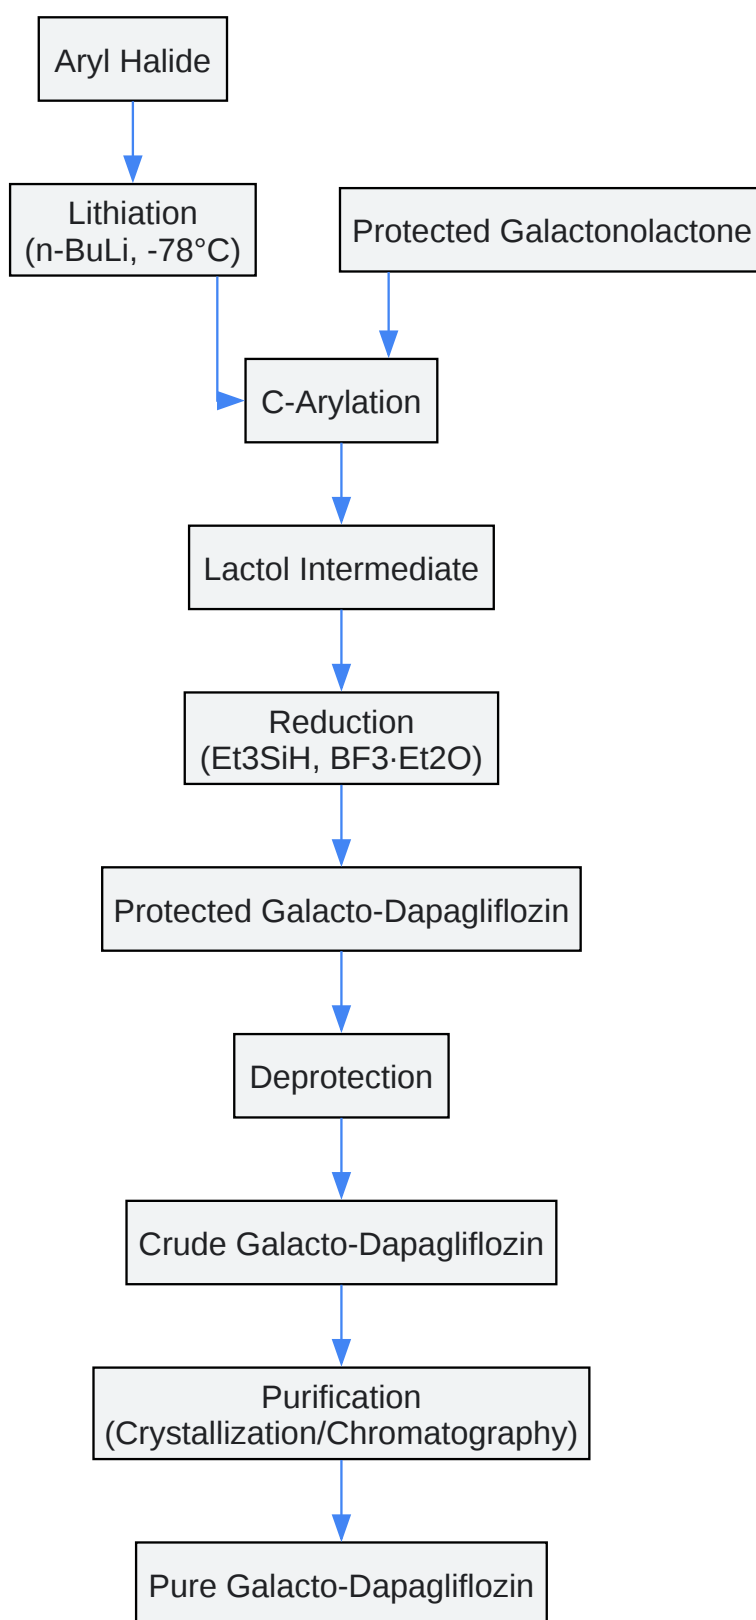 Aryl Halide
Lithiation
(n-BuLi, -78°C)
Protected Galactonolactone
C-Arylation
Lactol Intermediate
Reduction
(Et3SiH, BF3·Et2O)
Protected Galacto-Dapagliflozin
Deprotection
Crude Galacto-Dapagliflozin
Purification
(Crystallization/Chromatography)
Pure Galacto-Dapagliflozin